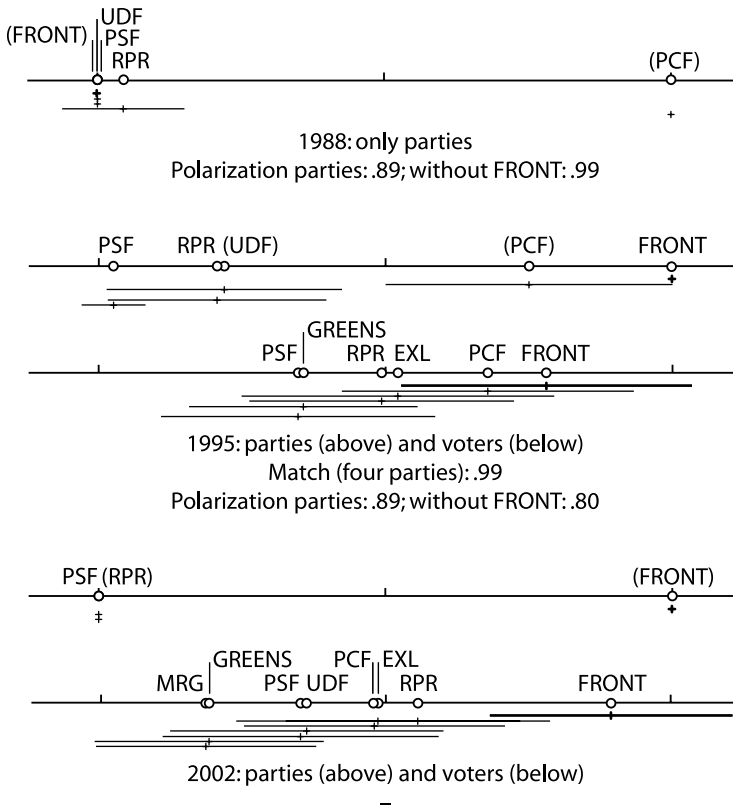 UDF
(FRONT) PSF
RPR (PCF)
1988: only parties
Polarization parties: .89; without FRONT: .99
PSF RPR (UDF) (PCF) FRONT
GREENS
PSF RPR EXL PCF FRONT
1995: parties (above) and voters (below)
Match (four parties): .99
Polarization parties: .89; without FRONT: .80
PSF (RPR) (FRONT)
GREENS PCF EXL
MRG PSF UDF RPR FRONT
2002: parties (above) and voters (below)